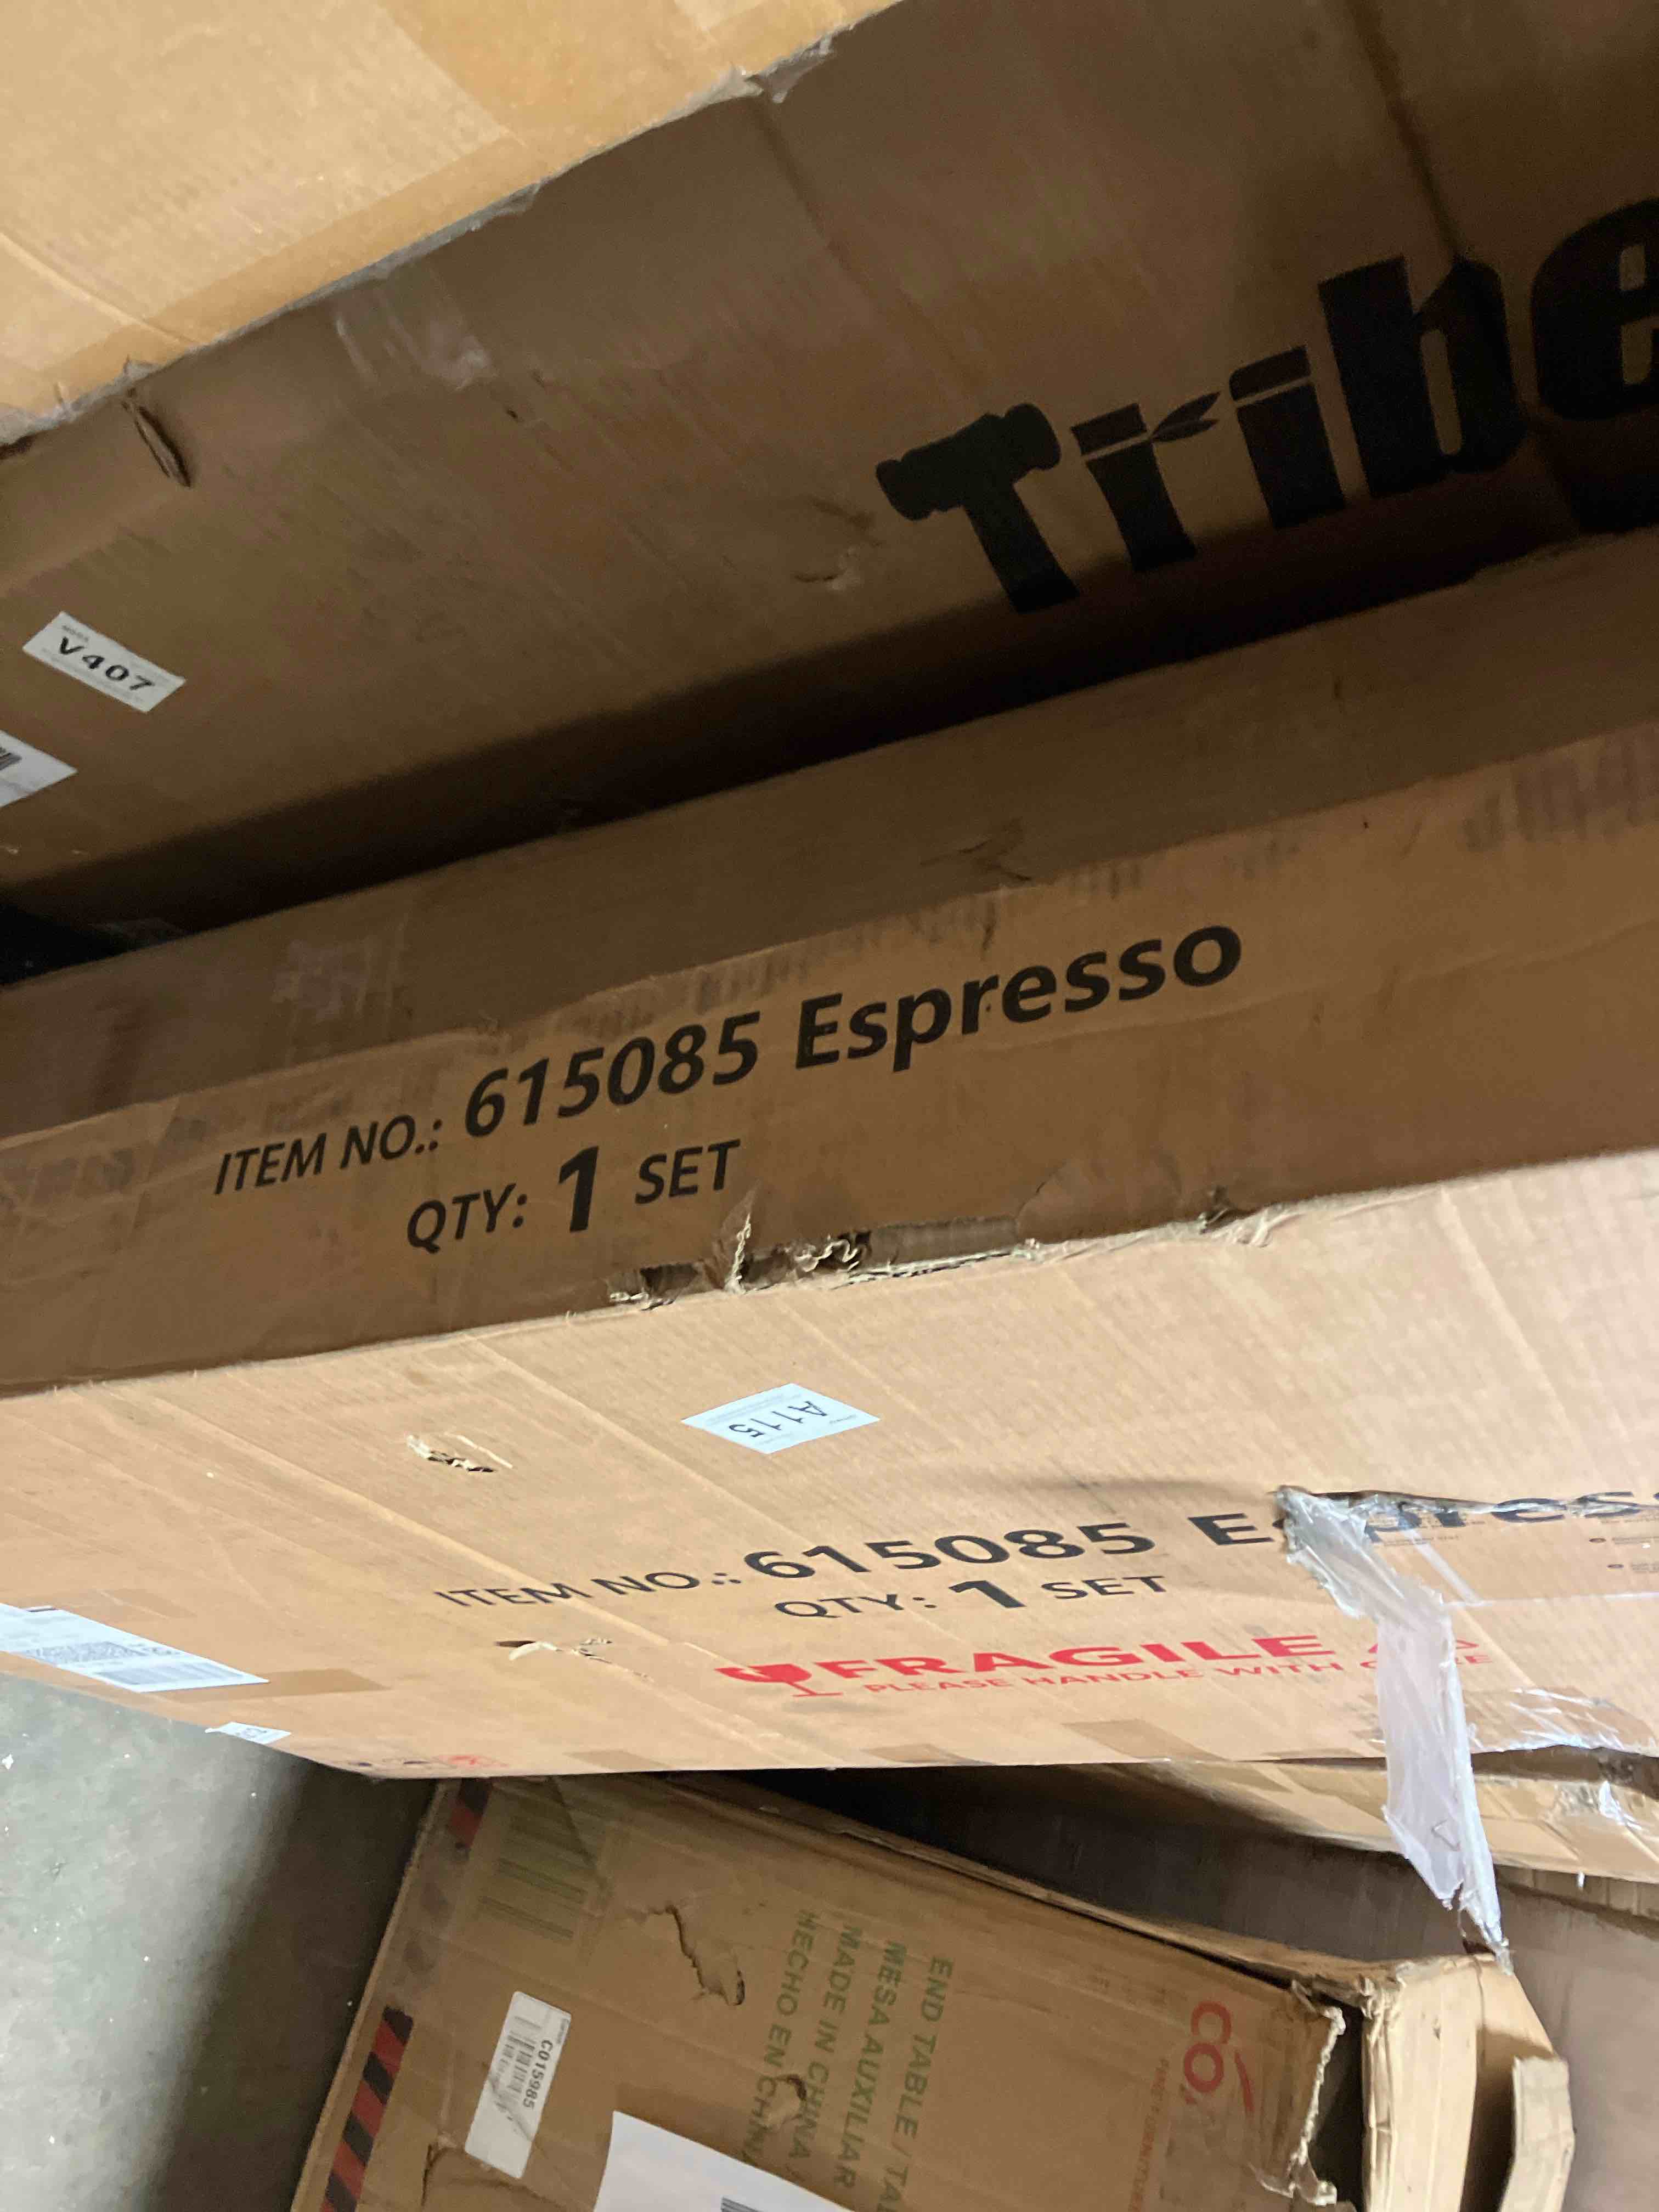 Tribe
V407
ITEM NO.: 615085 Espresso
QTY: 1 SET
A115
ITEM NO.: 615085
QTY: 1 SET
FRAGILE
PLEASE HANDLE WITH
END TABLE /
MESA AUXILIAR
MADE IN CHINA
HECHO EN CHINA
C015985